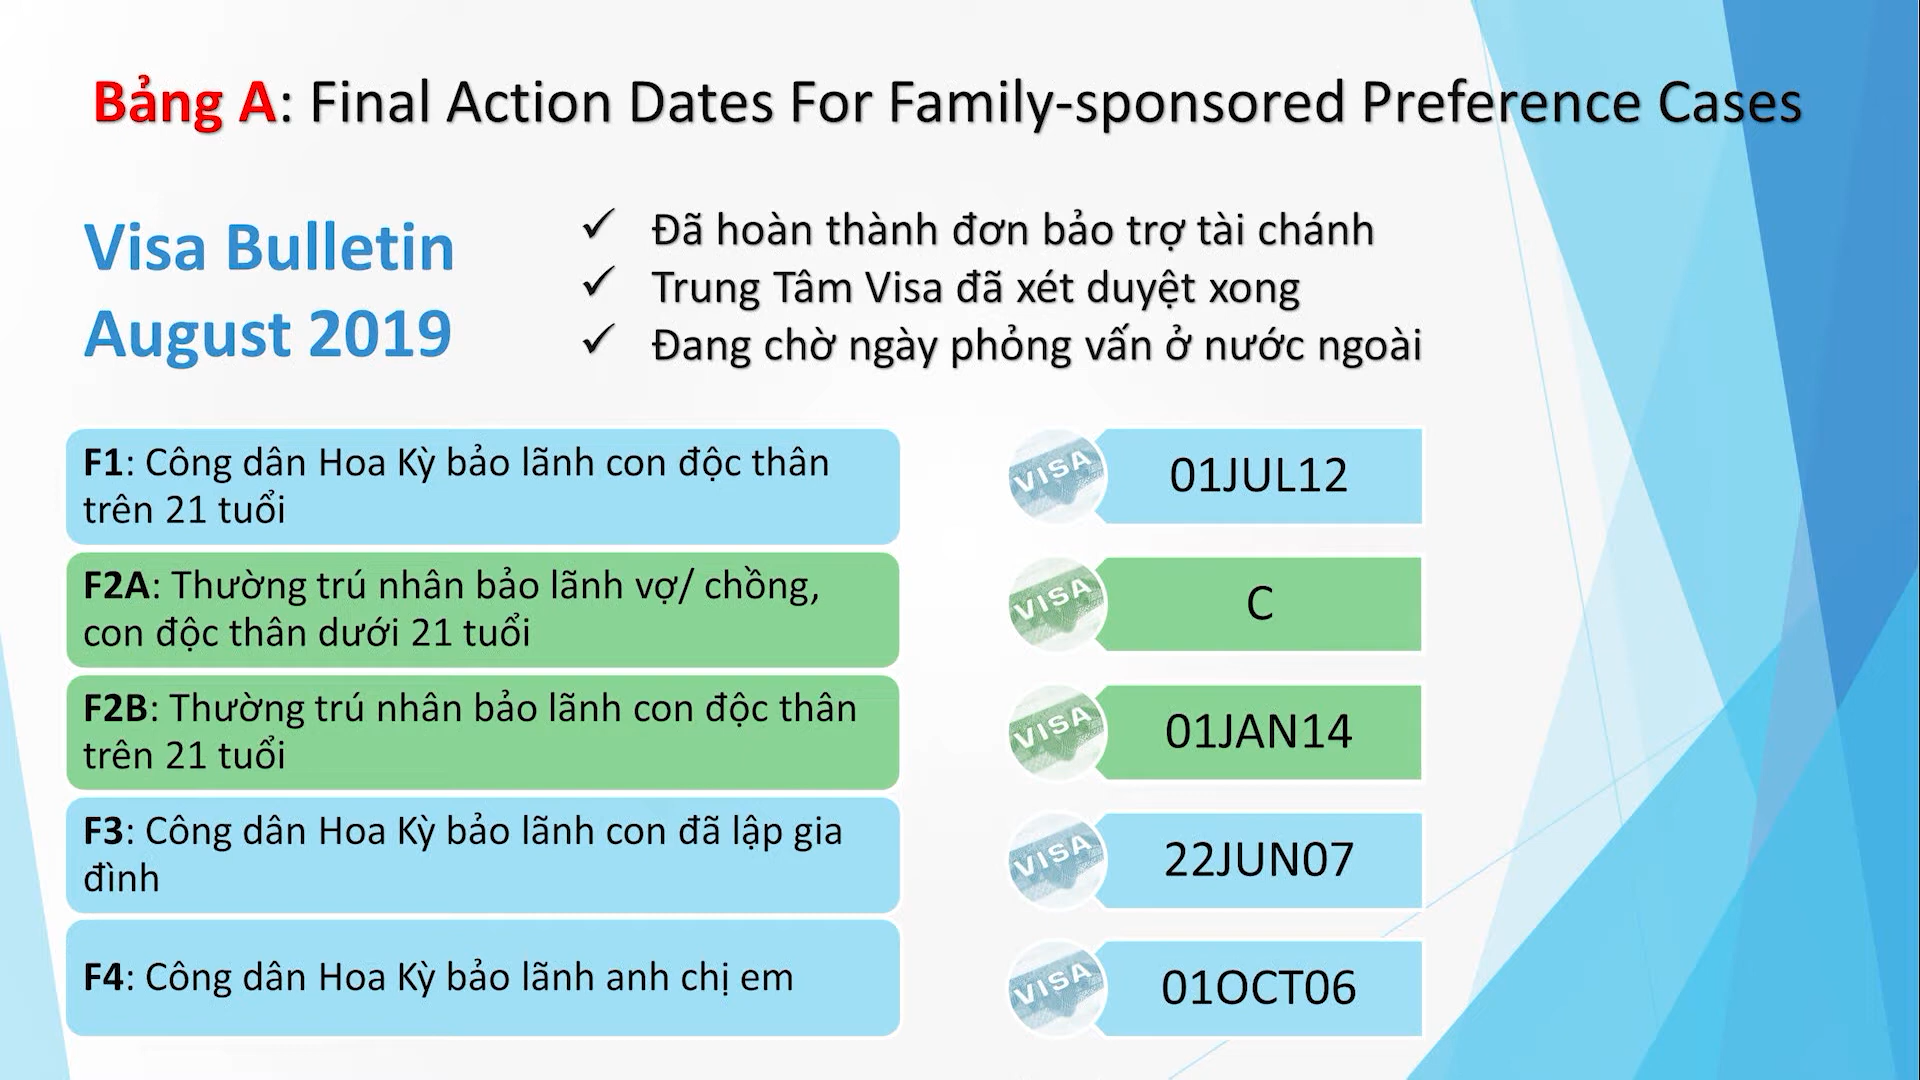 Bảng A: Final Action Dates For Family-sponsored Preference Cases
Visa Bulletin
August 2019
✓ Đã hoàn thành đơn bảo trợ tài chánh
✓ Trung Tâm Visa đã xét duyệt xong
✓ Đang chờ ngày phỏng vấn ở nước ngoài
F1: Công dân Hoa Kỳ bảo lãnh con độc thân
trên 21 tuổi
VISA
01JUL12
F2A: Thường trú nhân bảo lãnh vợ/ chồng,
con độc thân dưới 21 tuổi
VISA
C
F2B: Thường trú nhân bảo lãnh con độc thân
trên 21 tuổi
VISA
01JAN14
F3: Công dân Hoa Kỳ bảo lãnh con đã lập gia
đình
VISA
22JUN07
F4: Công dân Hoa Kỳ bảo lãnh anh chị em
VISA
01OCT06